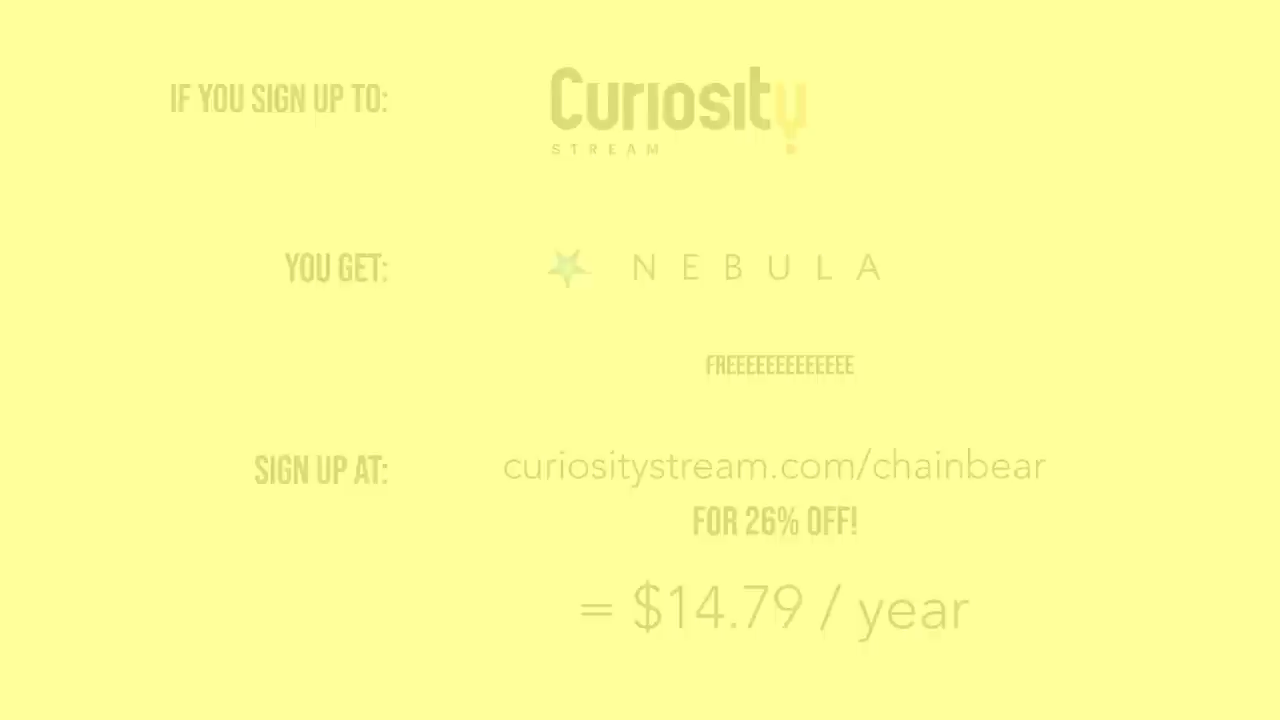 IF YOU SIGN UP TO:
Curiosity
STREAM
YOU GET:
NEBULA
FREEEEEEEEEEEEEE
SIGN UP AT:
curiositystream.com/chainbear
FOR 26% OFF!
= $14.79 / year